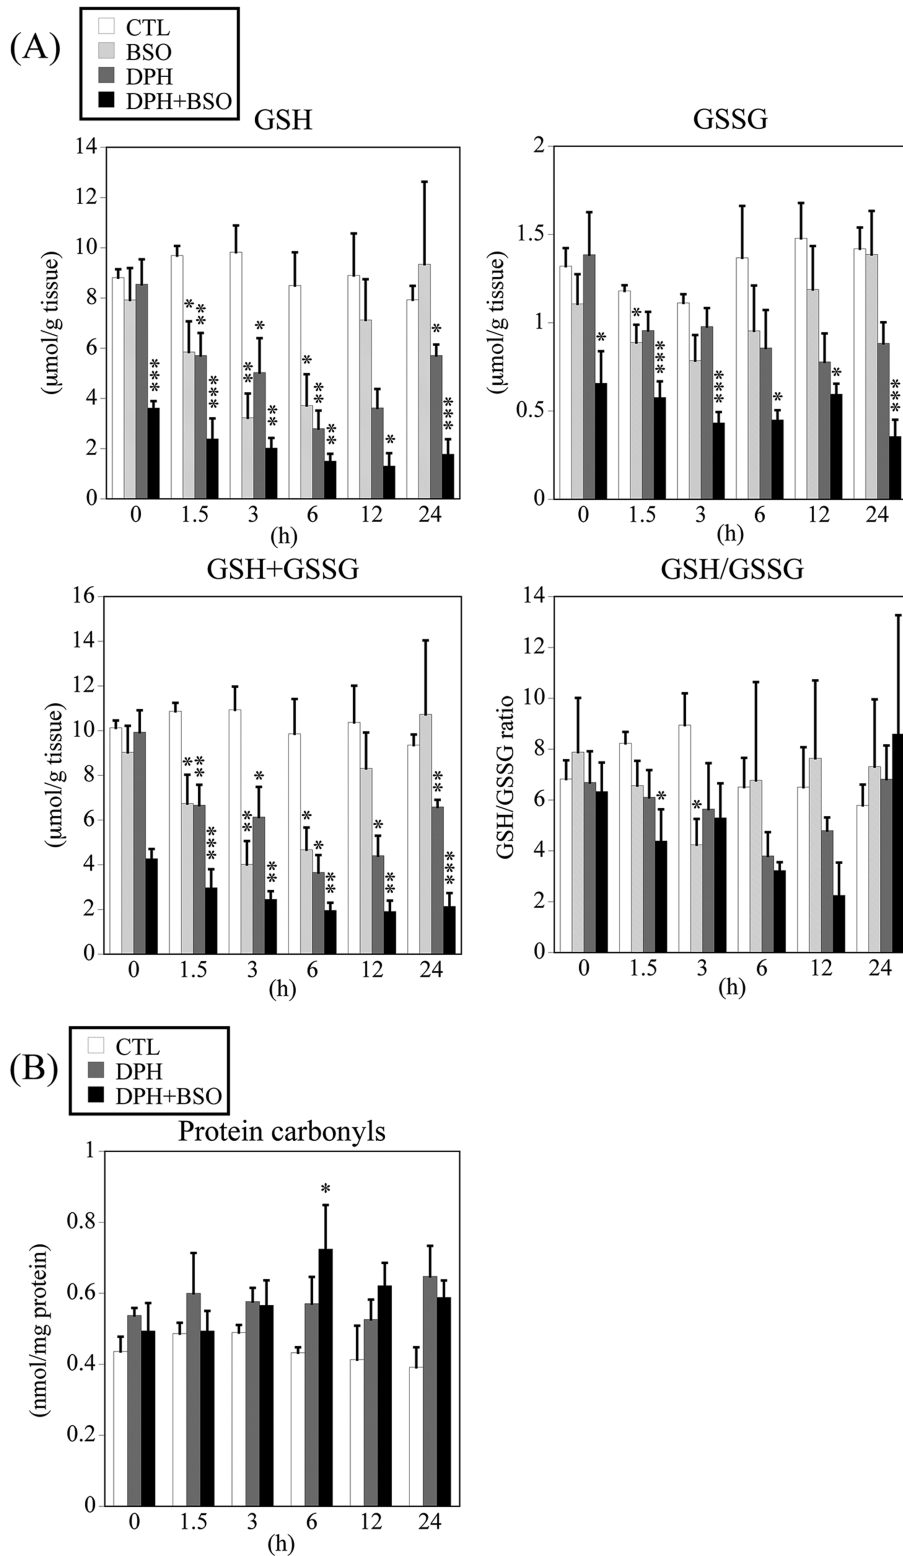 (A)
CTL
BSO
DPH
DPH+BSO
GSH
(µmol/g tissue)
14
12
10
8
6
4
2
0
*** * ** *** ** * ** * ** ** * * ***
0 1.5 3 6 12 24
(h)
GSSG
(µmol/g tissue)
2
1.5
1
0.5
0
* * *** *** * * ***
0 1.5 3 6 12 24
(h)
GSH+GSSG
(µmol/g tissue)
16
14
12
10
8
6
4
2
0
* ** *** ** * ** * * ** * ** ** ***
0 1.5 3 6 12 24
(h)
GSH/GSSG
GSH/GSSG ratio
14
12
10
8
6
4
2
0
* *
0 1.5 3 6 12 24
(h)
(B)
CTL
DPH
DPH+BSO
Protein carbonyls
(nmol/mg protein)
1
0.8
0.6
0.4
0.2
0
*
0 1.5 3 6 12 24
(h)